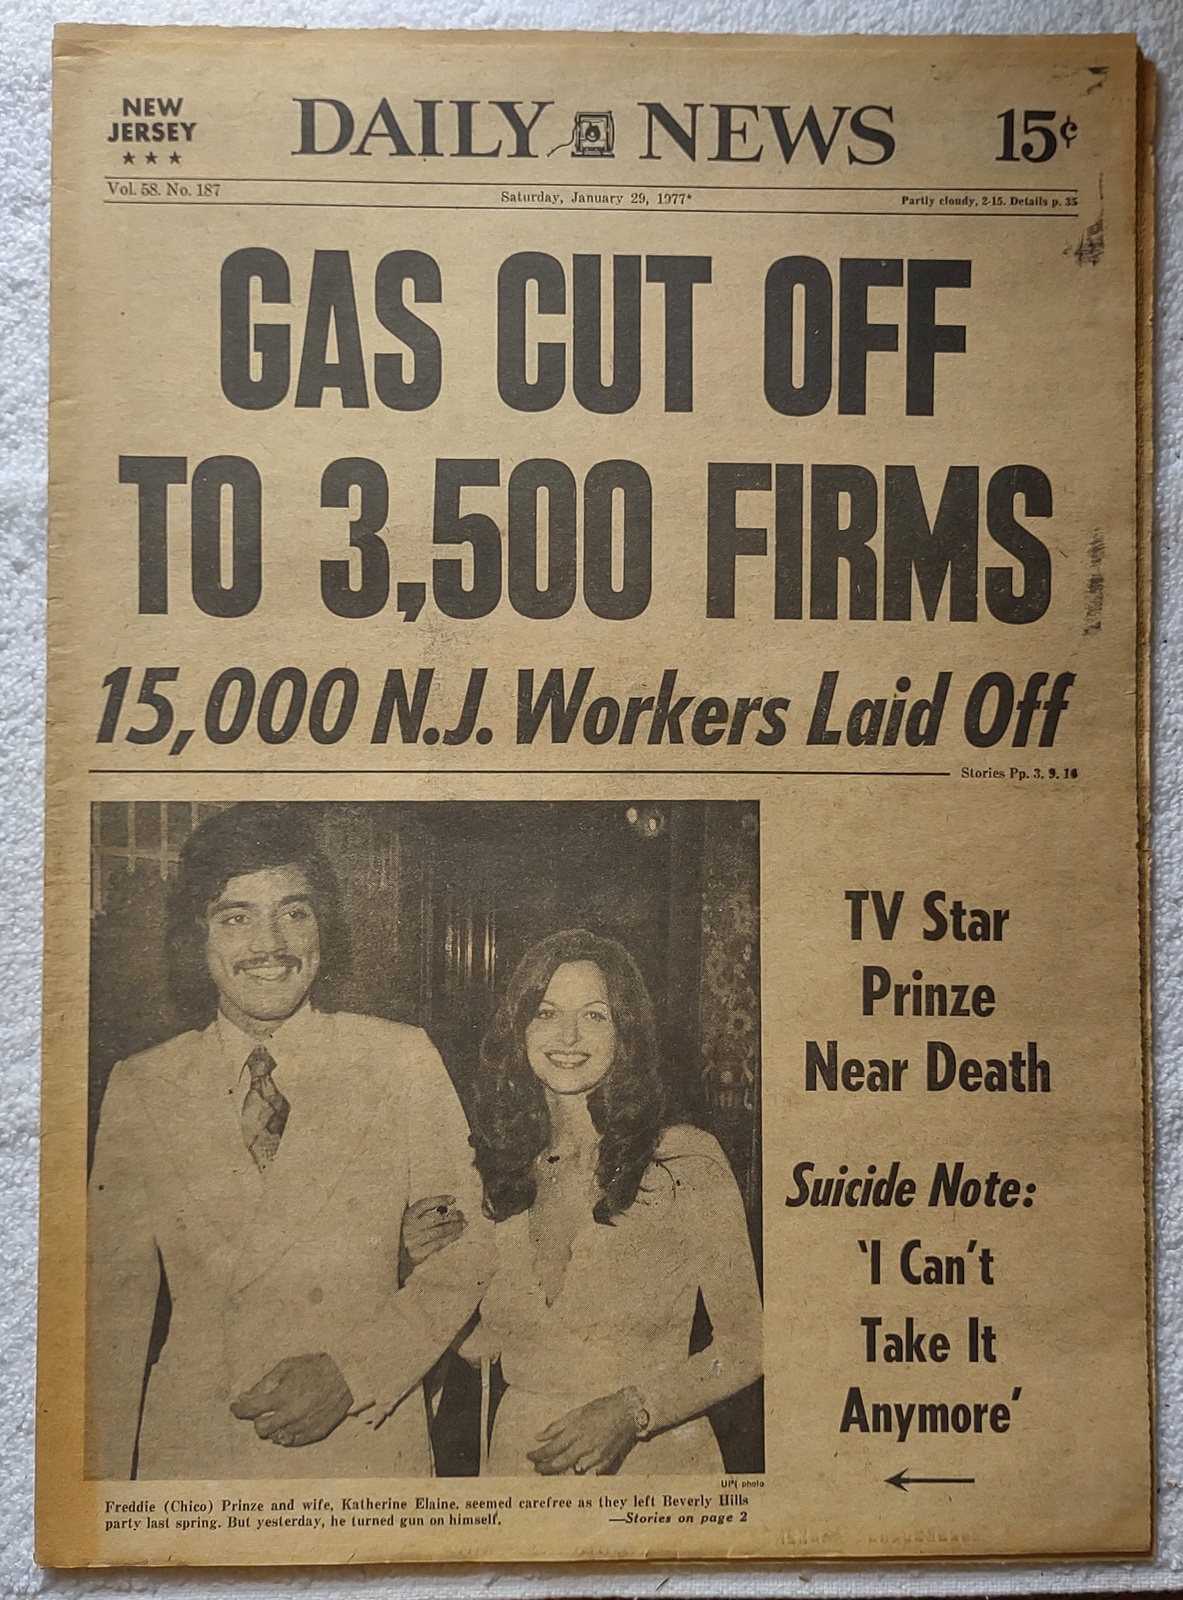 NEW
JERSEY
★ ★ ★
DAILY NEWS
15¢
Vol. 58. No. 187
Saturday, January 29, 1977*
Partly cloudy, 2-15. Details p. 35
GAS CUT OFF
TO 3,500 FIRMS
15,000 N.J. Workers Laid Off
Stories Pp. 3, 9, 14
TV Star
Prinze
Near Death
Suicide Note:
'I Can't
Take It
Anymore'
UPI photo
Freddie (Chico) Prinze and wife, Katherine Elaine, seemed carefree as they left Beverly Hills
party last spring. But yesterday, he turned gun on himself.
—Stories on page 2